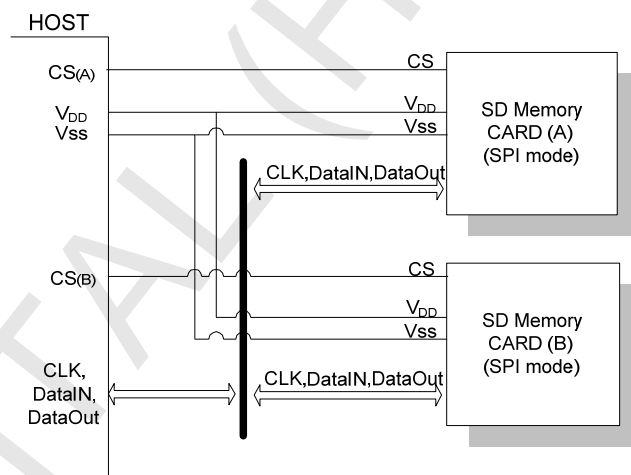 HOST
CS(A)
VDD
Vss
CS
VDD
Vss
SD Memory
CARD (A)
(SPI mode)
CLK,DataIN,DataOut
CS(B)
CS
VDD
Vss
SD Memory
CARD (B)
(SPI mode)
CLK,
DataIN,
DataOut
CLK,DataIN,DataOut